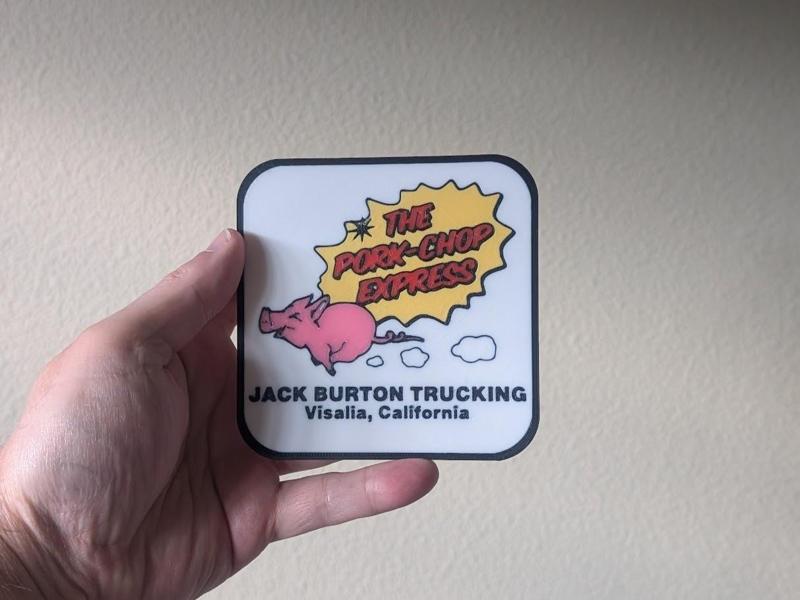 THE
PORK-CHOP
EXPRESS
JACK BURTON TRUCKING
Visalia, California